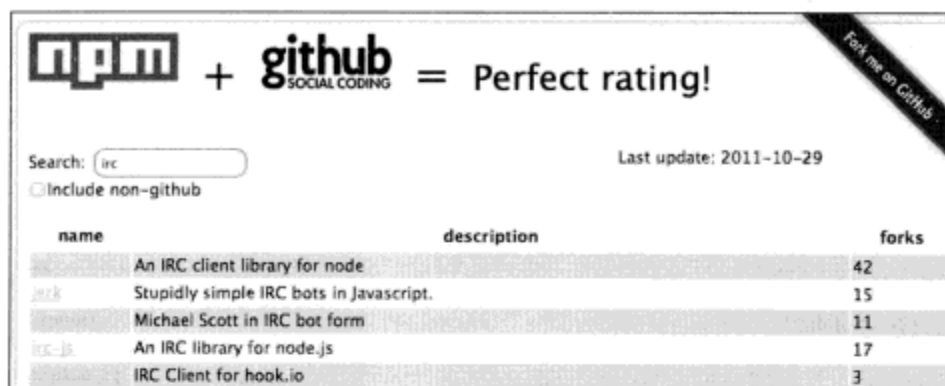 npm + github = Perfect rating!
SOCIAL CODING
Fork me on GitHub
Search: irc
Last update: 2011-10-29
Include non-github
name description forks
An IRC client library for node 42
jerk Stupidly simple IRC bots in Javascript. 15
Michael Scott in IRC bot form 11
irc-js An IRC library for node.js 17
IRC Client for hook.io 3